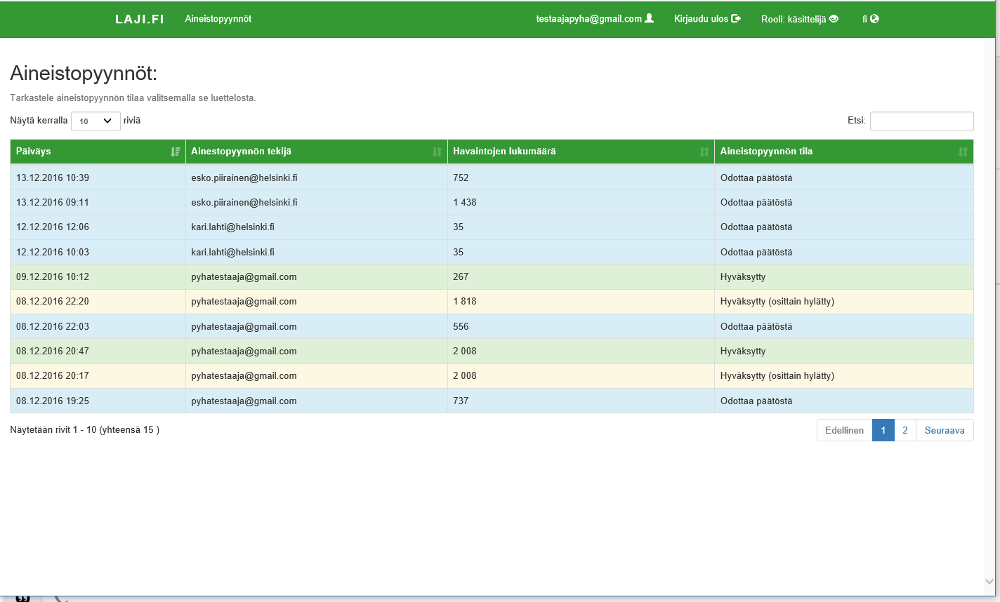 LAJI.FI Aineistopyynnöt testaajapyha@gmail.com Kirjaudu ulos Rooli: käsittelijä fi
Aineistopyynnöt:
Tarkastele aineistopyynnön tilaa valitsemalla se luettelosta.
Näytä kerralla 10 riviä Etsi:
Päiväys Ainestopyynnön tekijä Havaintojen lukumäärä Aineistopyynnön tila
13.12.2016 10:39 esko.piirainen@helsinki.fi 752 Odottaa päätöstä
13.12.2016 09:11 esko.piirainen@helsinki.fi 1 438 Odottaa päätöstä
12.12.2016 12:06 kari.lahti@helsinki.fi 35 Odottaa päätöstä
12.12.2016 10:03 kari.lahti@helsinki.fi 35 Odottaa päätöstä
09.12.2016 10:12 pyhatestaaja@gmail.com 267 Hyväksytty
08.12.2016 22:20 pyhatestaaja@gmail.com 1 818 Hyväksytty (osittain hylätty)
08.12.2016 22:03 pyhatestaaja@gmail.com 556 Odottaa päätöstä
08.12.2016 20:47 pyhatestaaja@gmail.com 2 008 Hyväksytty
08.12.2016 20:17 pyhatestaaja@gmail.com 2 008 Hyväksytty (osittain hylätty)
08.12.2016 19:25 pyhatestaaja@gmail.com 737 Odottaa päätöstä
Näytetään rivit 1 - 10 (yhteensä 15 ) Edellinen 1 2 Seuraava